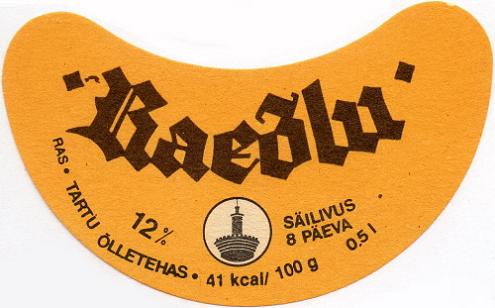 Raeõlu
12%
SÄILIVUS
8 PÄEVA
RAS • TARTU ÕLLETEHAS • 41 kcal/ 100 g 0,5 l